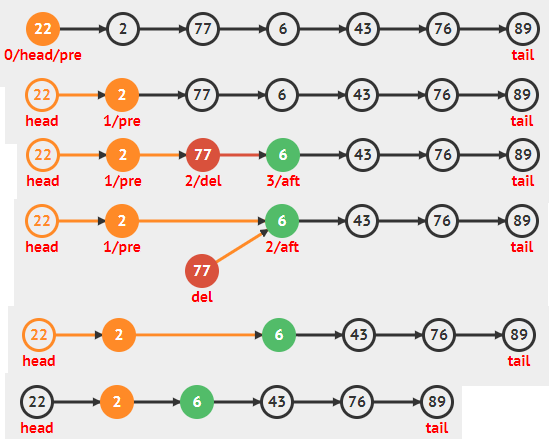 22 2 77 6 43 76 89
0/head/pre tail
22 2 77 6 43 76 89
head 1/pre tail
22 2 77 6 43 76 89
head 1/pre 2/del 3/aft tail
22 2 6 43 76 89
head 1/pre 2/aft tail
77
del
22 2 6 43 76 89
head tail
22 2 6 43 76 89
head tail